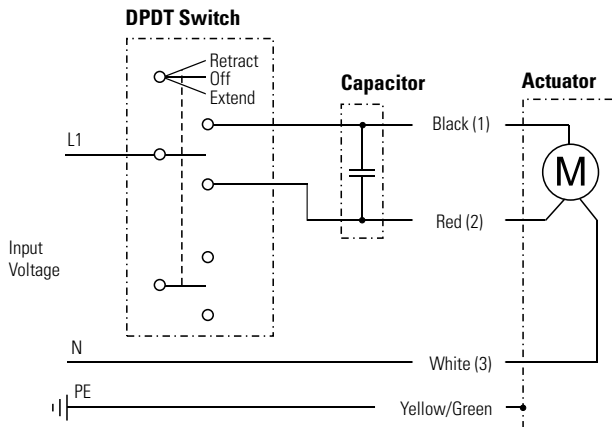 DPDT Switch
Retract
Off
Extend
Capacitor
Actuator
L1
Black (1)
M
Red (2)
Input
Voltage
N
White (3)
PE
Yellow/Green